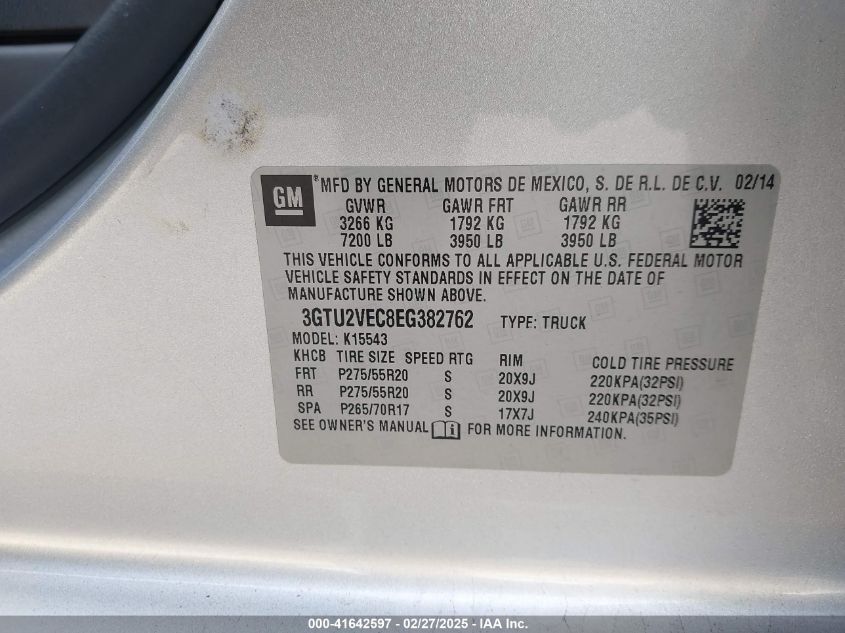 GM ® MFD BY GENERAL MOTORS DE MEXICO, S. DE R.L. DE C.V. 02/14
GVWR GAWR FRT GAWR RR
3266 KG 1792 KG 1792 KG
7200 LB 3950 LB 3950 LB
THIS VEHICLE CONFORMS TO ALL APPLICABLE U.S. FEDERAL MOTOR
VEHICLE SAFETY STANDARDS IN EFFECT ON THE DATE OF
MANUFACTURE SHOWN ABOVE.
3GTU2VEC8EG382762 TYPE: TRUCK
MODEL: K15543
KHCB TIRE SIZE SPEED RTG RIM COLD TIRE PRESSURE
FRT P275/55R20 S 20X9J 220KPA(32PSI)
RR P275/55R20 S 20X9J 220KPA(32PSI)
SPA P265/70R17 S 17X7J 240KPA(35PSI)
SEE OWNER'S MANUAL FOR MORE INFORMATION.
000-41642597 - 02/27/2025 - IAA Inc.